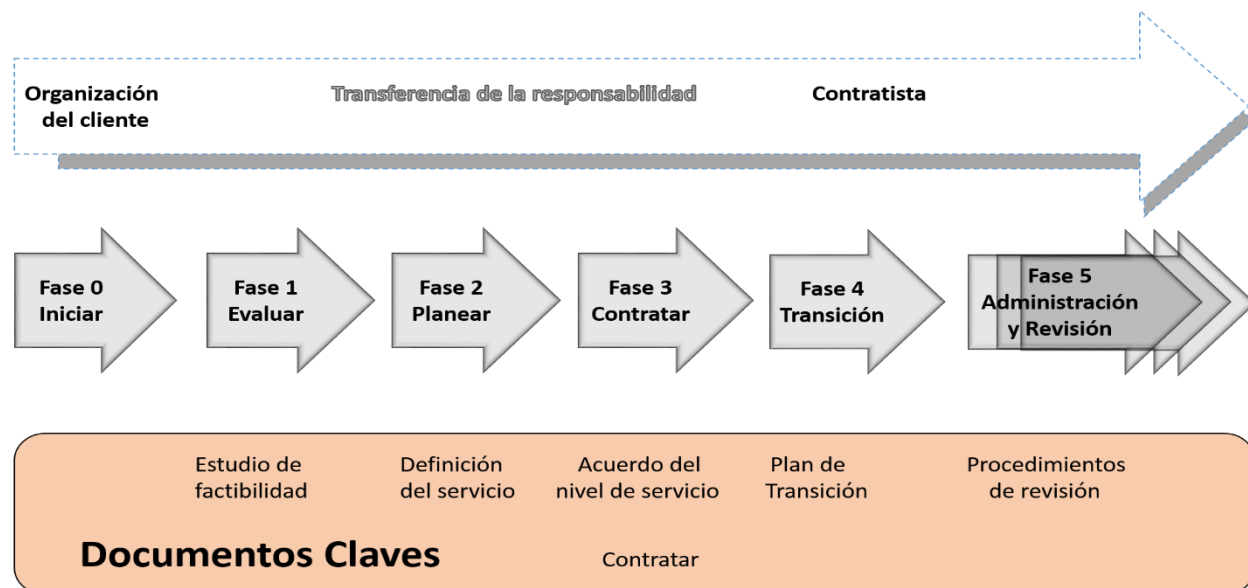 Organización
del cliente
Transferencia de la responsabilidad
Contratista
Fase 0
Iniciar
Fase 1
Evaluar
Fase 2
Planear
Fase 3
Contratar
Fase 4
Transición
Fase 5
Administración
y Revisión
Estudio de
factibilidad
Definición
del servicio
Acuerdo del
nivel de servicio
Plan de
Transición
Procedimientos
de revisión
Documentos Claves
Contratar